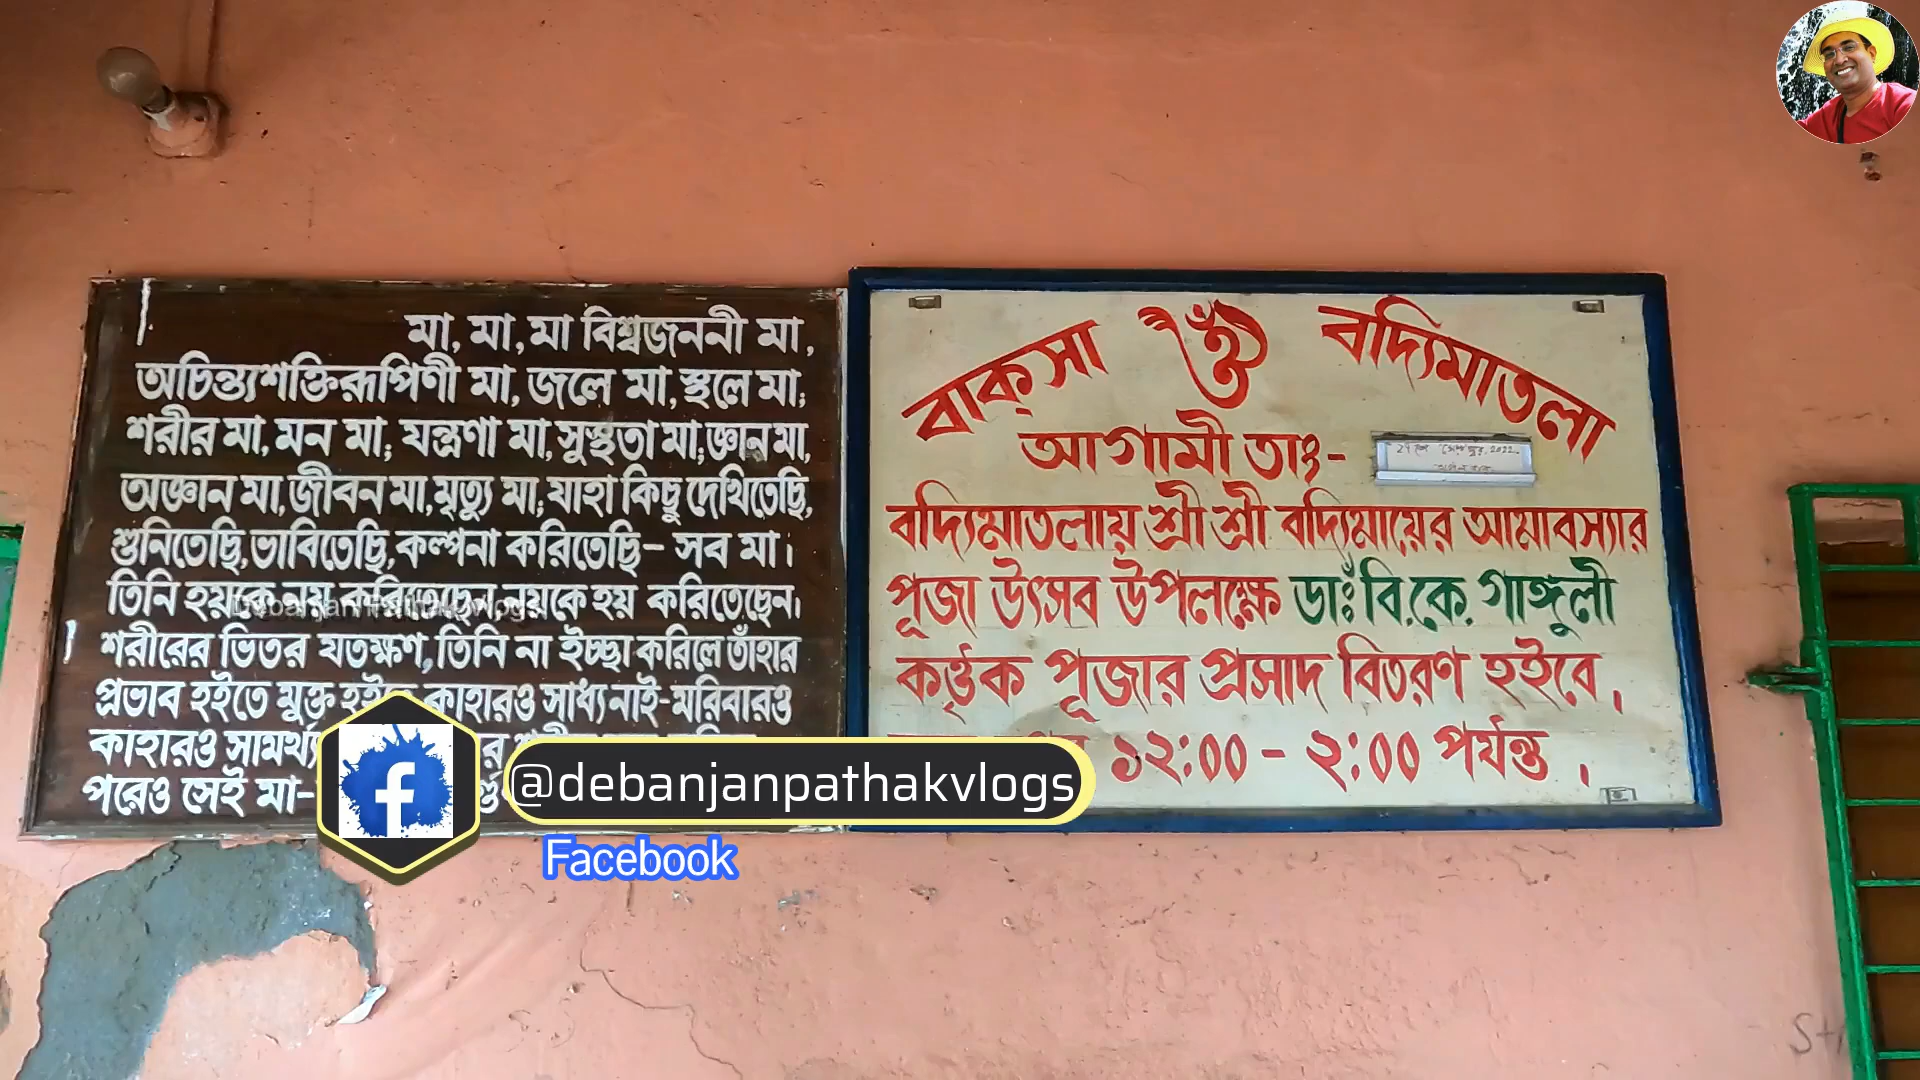 মা, মা, মা বিশ্বজননী মা,
অচিন্ত্যশক্তিরূপিণী মা, জলে মা, স্থলে মা;
শরীর মা, মন মা; যন্ত্রণা মা, সুস্থতা মা; জ্ঞান মা,
অজ্ঞান মা, জীবন মা, মৃত্যু মা; যাহা কিছু দেখিতেছি,
শুনিতেছি, ভাবিতেছি, কল্পনা করিতেছি- সব মা।
তিনি হয়কে নয় করিতেছেন। নয়কে হয় করিতেছেন।
শরীরের ভিতর যতক্ষণ, তিনি না ইচ্ছা করিলে তাঁহার
প্রভাব হইতে মুক্ত হইতে কাহারও সাধ্য নাই- মরিবারও
কাহারও সামর্থ্য
পরেও সেই মা-
Debanjan Pathak Vlogs
বাক্‌সা ওঁ বদ্যিমাতলা
আগামী তাং-
বদ্যিমাতলায় শ্রী শ্রী বদ্যিমায়ের আমাবস্যার
পূজা উৎসব উপলক্ষে ডাঃ বি.কে. গাঙ্গুলী
কর্ত্তৃক পূজার প্রসাদ বিতরণ হইবে,
১২:০০ - ২:০০ পর্যন্ত,
@debanjanpathakvlogs
Facebook